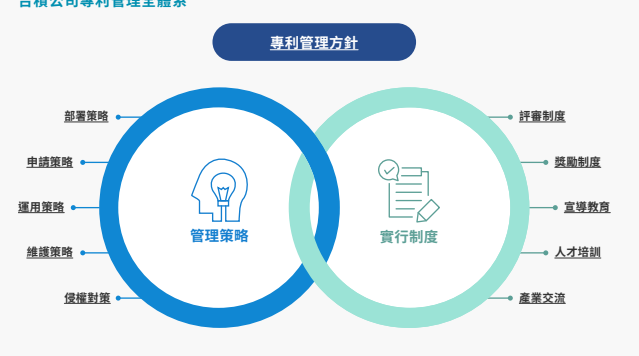 台積公司專利管理全體系
專利管理方針
部署策略
申請策略
運用策略
維護策略
侵權對策
管理策略
實行制度
評審制度
獎勵制度
宣導教育
人才培訓
產業交流